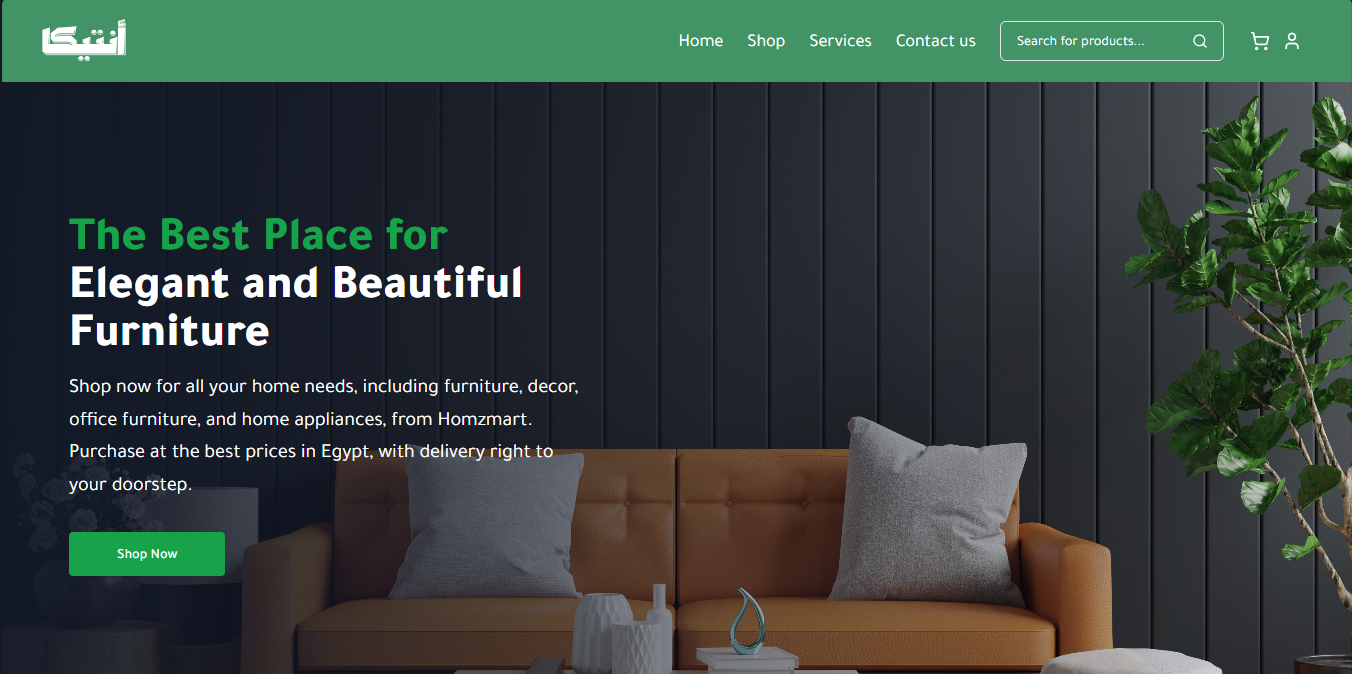 أنتيكا
Home
Shop
Services
Contact us
Search for products...
The Best Place for
Elegant and Beautiful
Furniture
Shop now for all your home needs, including furniture, decor,
office furniture, and home appliances, from Homzmart.
Purchase at the best prices in Egypt, with delivery right to
your doorstep.
Shop Now